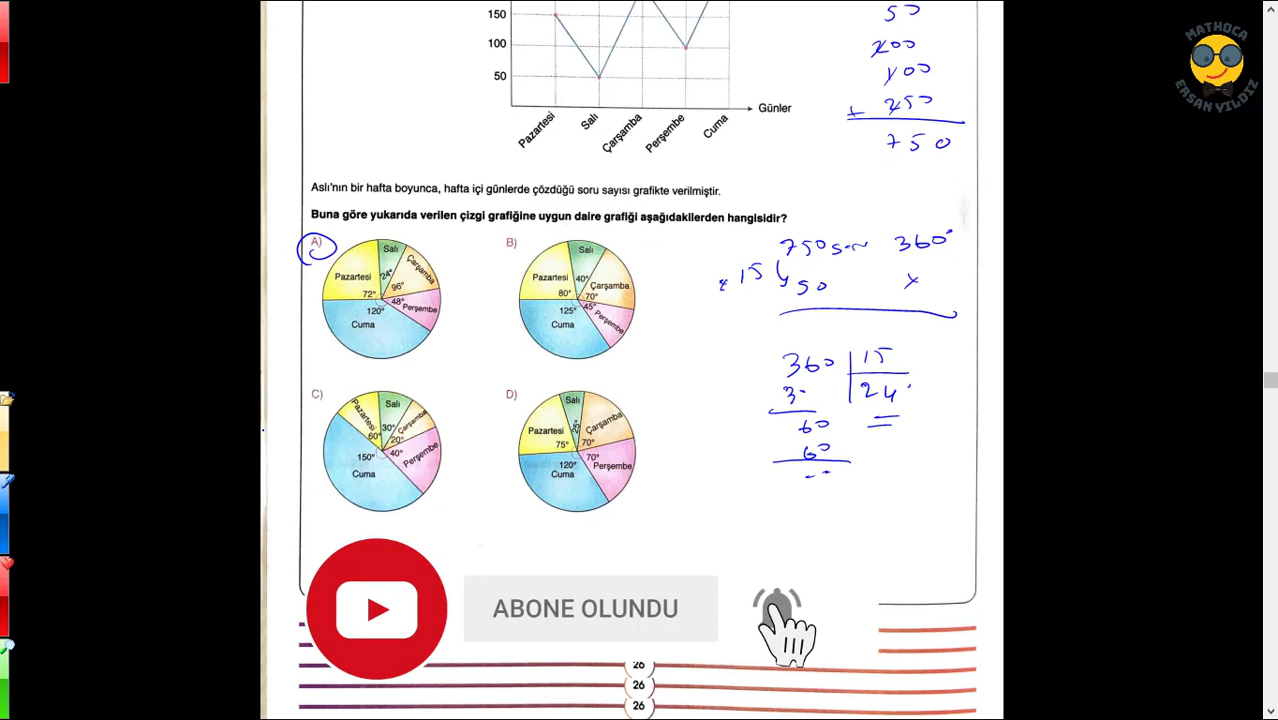 150
100
50
Günler
Pazartesi
Salı
Çarşamba
Perşembe
Cuma
50
200
100
+ 250
750
MATHOCA
ERSAN YILDIZ
Aslı'nın bir hafta boyunca, hafta içi günlerde çözdüğü soru sayısı grafikte verilmiştir.
Buna göre yukarıda verilen çizgi grafiğine uygun daire grafiği aşağıdakilerden hangisidir?
A)
Salı
24°
Çarşamba
96°
Pazartesi
72°
48°
Perşembe
120°
Cuma
B)
Salı
40°
Pazartesi
80°
Çarşamba
70°
45°
Perşembe
125°
Cuma
C)
Pazartesi
60°
Salı
30°
Çarşamba
20°
40°
Perşembe
150°
Cuma
D)
Salı
25°
Çarşamba
70°
Pazartesi
75°
70°
Perşembe
120°
Cuma
750 360°
15 50 x
360 15
3 24°
60
60
ABONE OLUNDU
26
26
26